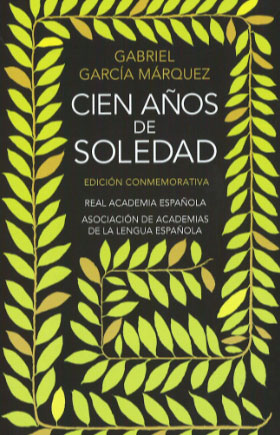 GABRIEL
GARCÍA MÁRQUEZ
CIEN AÑOS
DE
SOLEDAD
EDICIÓN CONMEMORATIVA
REAL ACADEMIA ESPAÑOLA
ASOCIACIÓN DE ACADEMIAS
DE LA LENGUA ESPAÑOLA